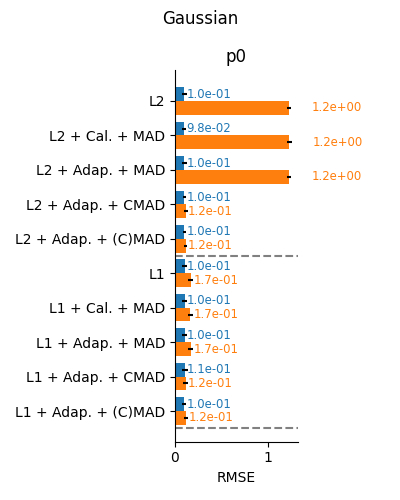 Gaussian
p0
L2
1.0e-01
1.2e+00
L2 + Cal. + MAD
9.8e-02
1.2e+00
L2 + Adap. + MAD
1.0e-01
1.2e+00
L2 + Adap. + CMAD
1.0e-01
1.2e-01
L2 + Adap. + (C)MAD
1.0e-01
1.2e-01
L1
1.0e-01
1.7e-01
L1 + Cal. + MAD
1.0e-01
1.7e-01
L1 + Adap. + MAD
1.0e-01
1.7e-01
L1 + Adap. + CMAD
1.1e-01
1.2e-01
L1 + Adap. + (C)MAD
1.0e-01
1.2e-01
0
1
RMSE